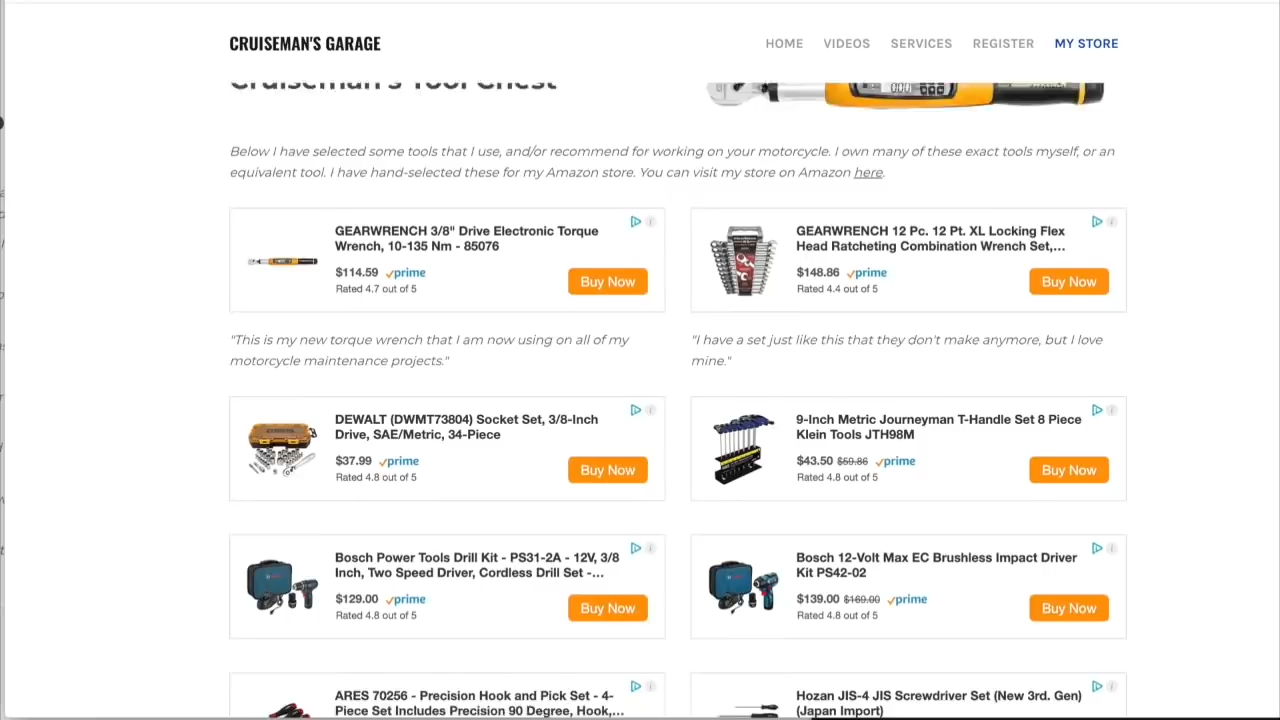 CRUISEMAN'S GARAGE
HOME VIDEOS SERVICES REGISTER MY STORE
Cruiseman's Tool Chest
Below I have selected some tools that I use, and/or recommend for working on your motorcycle. I own many of these exact tools myself, or an
equivalent tool. I have hand-selected these for my Amazon store. You can visit my store on Amazon here.
GEARWRENCH 3/8" Drive Electronic Torque
Wrench, 10-135 Nm - 85076
$114.59 prime
Rated 4.7 out of 5
Buy Now
GEARWRENCH 12 Pc. 12 Pt. XL Locking Flex
Head Ratcheting Combination Wrench Set,...
$148.86 prime
Rated 4.4 out of 5
Buy Now
"This is my new torque wrench that I am now using on all of my
motorcycle maintenance projects."
"I have a set just like this that they don't make anymore, but I love
mine."
DEWALT (DWMT73804) Socket Set, 3/8-Inch
Drive, SAE/Metric, 34-Piece
$37.99 prime
Rated 4.8 out of 5
Buy Now
9-Inch Metric Journeyman T-Handle Set 8 Piece
Klein Tools JTH98M
$43.50 $59.86 prime
Rated 4.8 out of 5
Buy Now
Bosch Power Tools Drill Kit - PS31-2A - 12V, 3/8
Inch, Two Speed Driver, Cordless Drill Set -...
$129.00 prime
Rated 4.8 out of 5
Buy Now
Bosch 12-Volt Max EC Brushless Impact Driver
Kit PS42-02
$139.00 $169.00 prime
Rated 4.8 out of 5
Buy Now
ARES 70256 - Precision Hook and Pick Set - 4-
Piece Set Includes Precision 90 Degree, Hook,...
Hozan JIS-4 JIS Screwdriver Set (New 3rd. Gen)
(Japan Import)